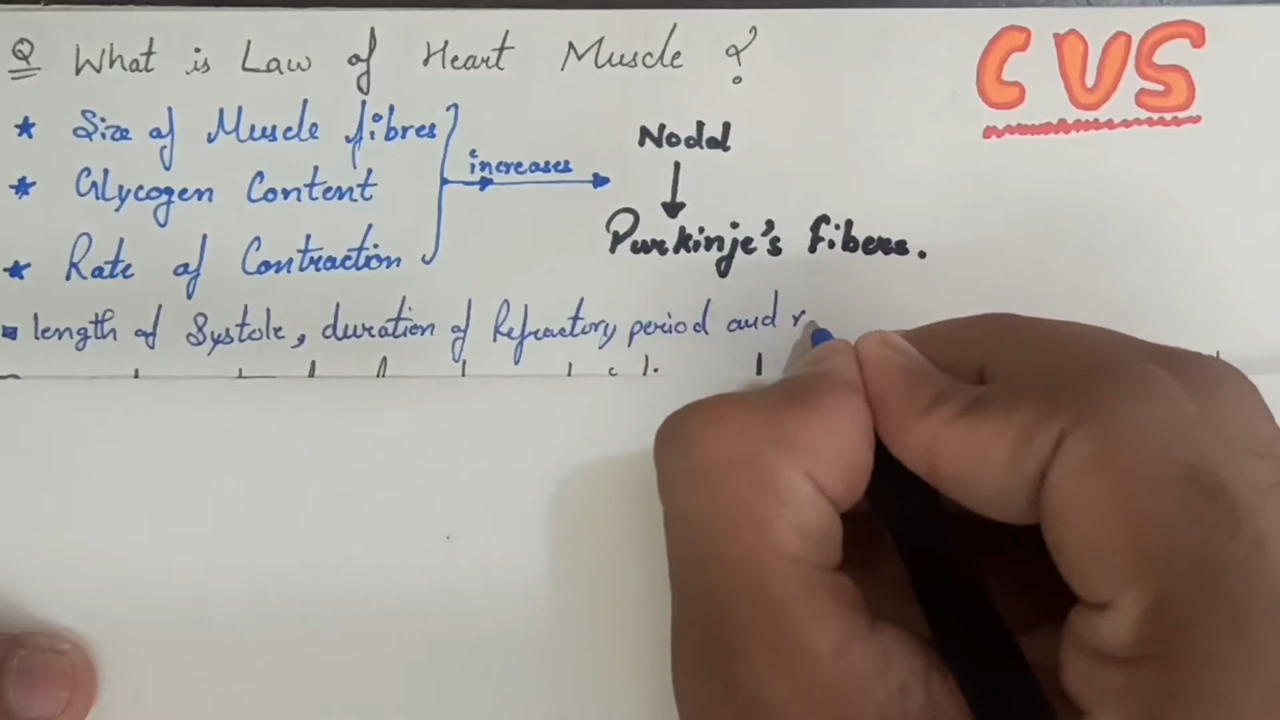 Q What is Law of Heart Muscle ?
CVS
* Size of Muscle fibres
* Glycogen Content
* Rate of Contraction
increases
Nodal
Purkinje's Fibers.
▪ length of Systole, duration of Refractory period and r